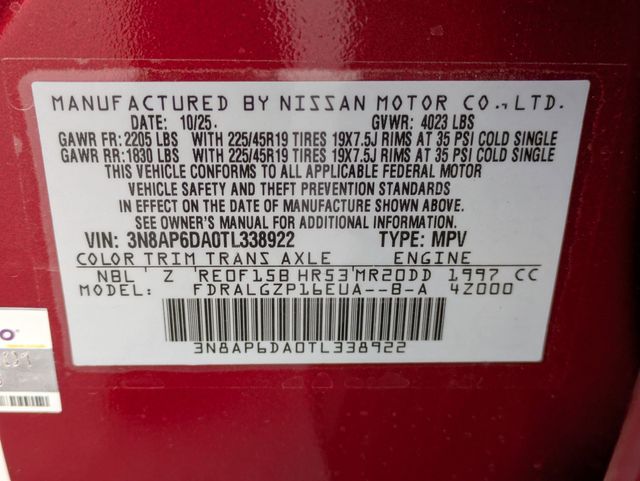 MANUFACTURED BY NISSAN MOTOR CO., LTD.
DATE: 10/25. GVWR: 4023 LBS
GAWR FR: 2205 LBS WITH 225/45R19 TIRES 19X7.5J RIMS AT 35 PSI COLD SINGLE
GAWR RR: 1830 LBS WITH 225/45R19 TIRES 19X7.5J RIMS AT 35 PSI COLD SINGLE
THIS VEHICLE CONFORMS TO ALL APPLICABLE FEDERAL MOTOR
VEHICLE SAFETY AND THEFT PREVENTION STANDARDS
IN EFFECT ON THE DATE OF MANUFACTURE SHOWN ABOVE.
SEE OWNER'S MANUAL FOR ADDITIONAL INFORMATION.
VIN: 3N8AP6DA0TL338922 TYPE: MPV
COLOR TRIM TRANS AXLE ENGINE
NBL Z RE0F15B HR53 MR20DD 1997 CC
MODEL: FDRALGZP16EUA--B-A 4Z000
3N8AP6DA0TL338922